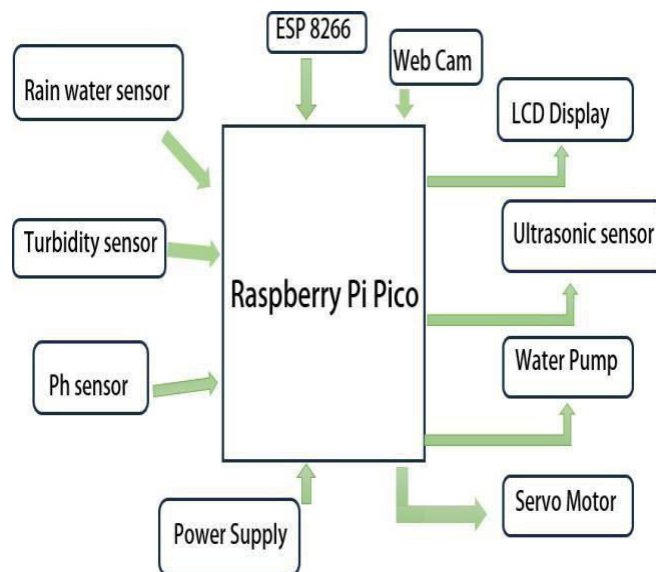 ESP 8266
Web Cam
Rain water sensor
LCD Display
Turbidity sensor
Ultrasonic sensor
Raspberry Pi Pico
Water Pump
Ph sensor
Servo Motor
Power Supply